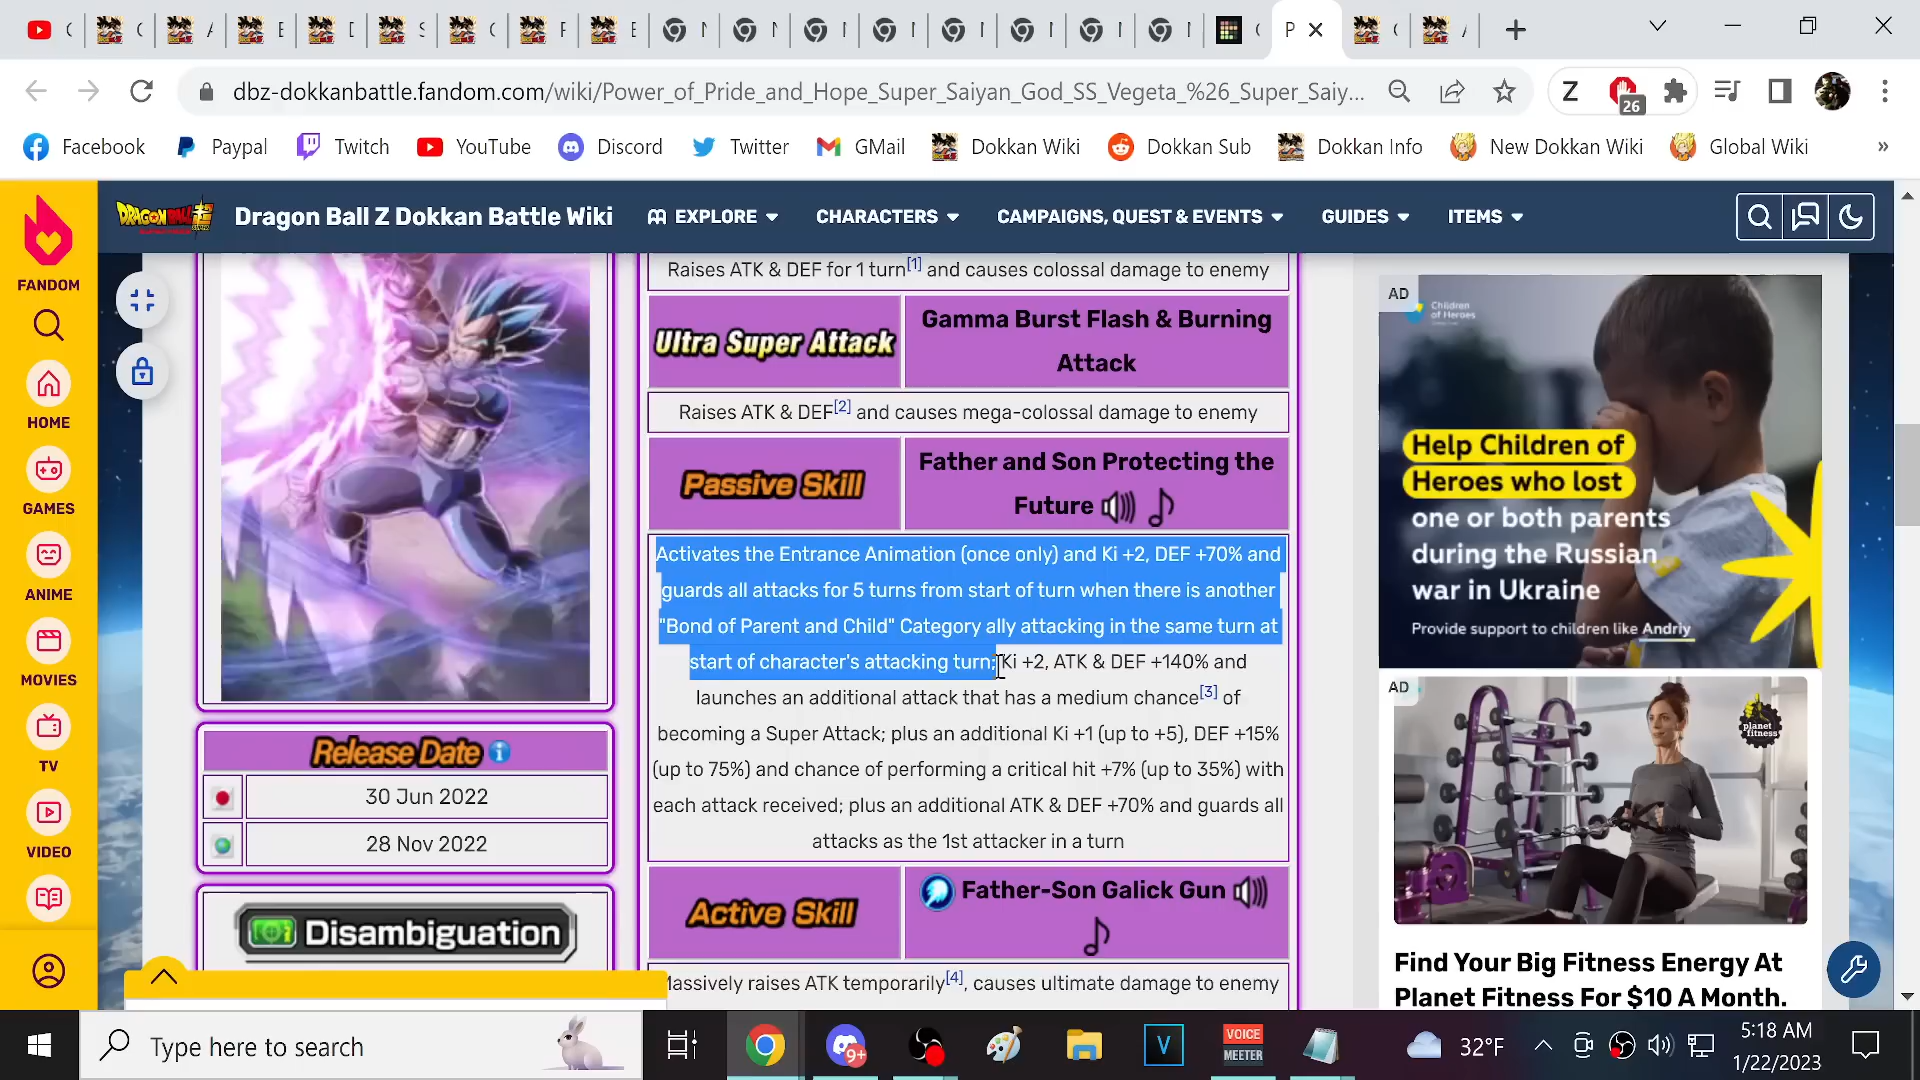 dbz-dokkanbattle.fandom.com/wiki/Power_of_Pride_and_Hope_Super_Saiyan_God_SS_Vegeta_%26_Super_Saiy...
26
Facebook
Paypal
Twitch
YouTube
Discord
Twitter
GMail
Dokkan Wiki
Dokkan Sub
Dokkan Info
New Dokkan Wiki
Global Wiki
»
Dragon Ball Z Dokkan Battle Wiki
EXPLORE
CHARACTERS
CAMPAIGNS, QUEST & EVENTS
GUIDES
ITEMS
FANDOM
HOME
GAMES
ANIME
MOVIES
TV
VIDEO
Raises ATK & DEF for 1 turn[1] and causes colossal damage to enemy
Ultra Super Attack
Gamma Burst Flash & Burning
Attack
Raises ATK & DEF[2] and causes mega-colossal damage to enemy
Passive Skill
Father and Son Protecting the
Future
Activates the Entrance Animation (once only) and Ki +2, DEF +70% and
guards all attacks for 5 turns from start of turn when there is another
"Bond of Parent and Child" Category ally attacking in the same turn at
start of character's attacking turn; Ki +2, ATK & DEF +140% and
launches an additional attack that has a medium chance[3] of
becoming a Super Attack; plus an additional Ki +1 (up to +5), DEF +15%
(up to 75%) and chance of performing a critical hit +7% (up to 35%) with
each attack received; plus an additional ATK & DEF +70% and guards all
attacks as the 1st attacker in a turn
Active Skill
Father-Son Galick Gun
Massively raises ATK temporarily[4], causes ultimate damage to enemy
Release Date
30 Jun 2022
28 Nov 2022
Disambiguation
AD
Children
of Heroes
Help Children of
Heroes who lost
one or both parents
during the Russian
war in Ukraine
Provide support to children like Andriy
AD
planet
fitness
Find Your Big Fitness Energy At
Planet Fitness For $10 A Month.
Type here to search
9+
V
VOICE
MEETER
32°F
5:18 AM
1/22/2023